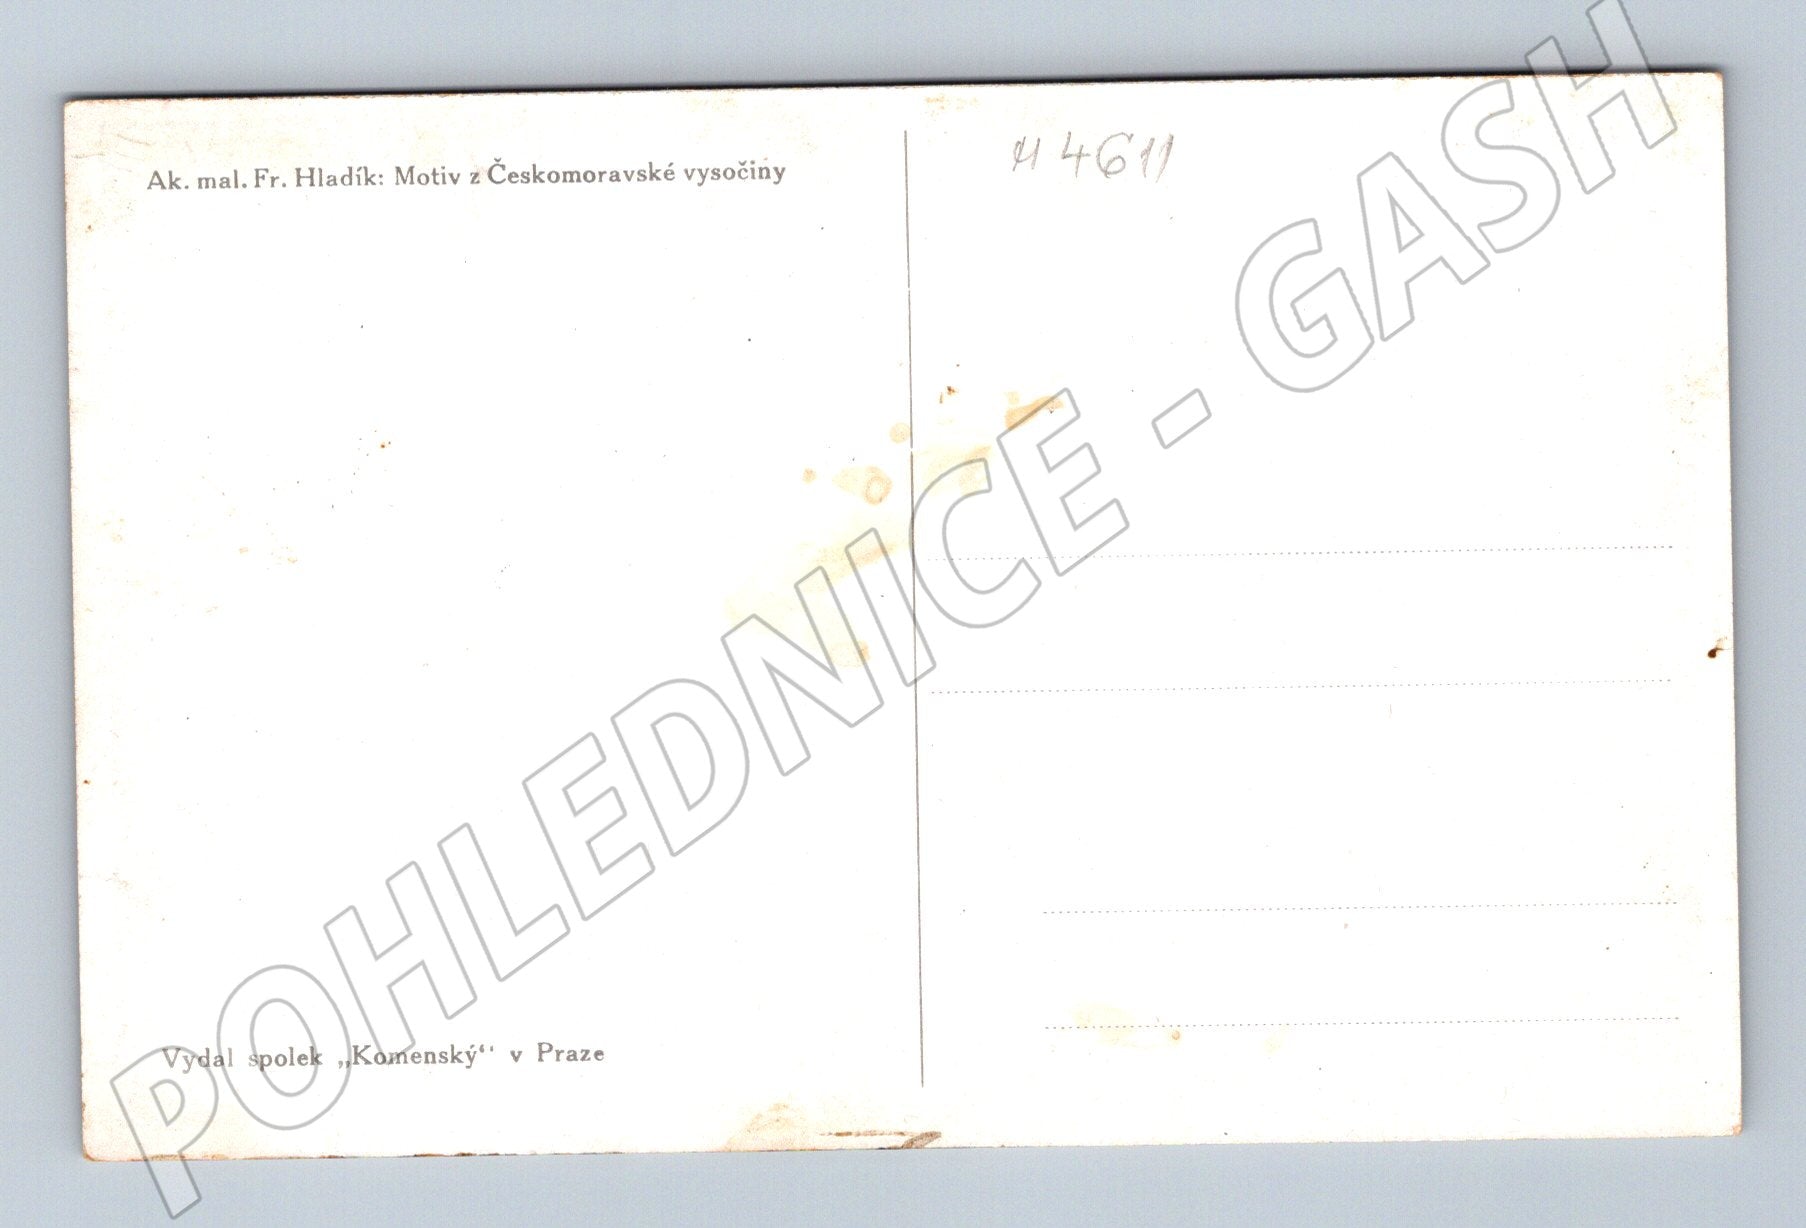 Ak. mal. Fr. Hladík: Motiv z Českomoravské vysočiny
4611
POHLEDNICE - GASH
Vydal spolek „Komenský“ v Praze